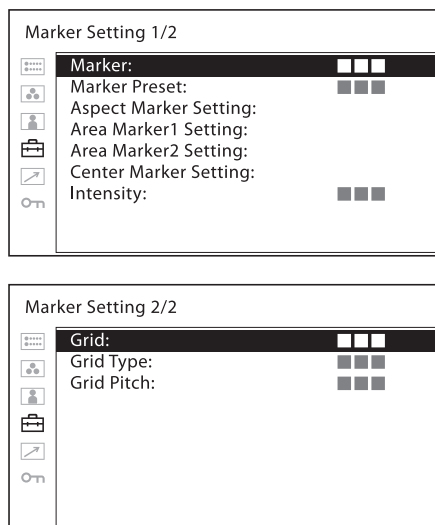 Marker Setting 1/2
Marker:
Marker Preset:
Aspect Marker Setting:
Area Marker1 Setting:
Area Marker2 Setting:
Center Marker Setting:
Intensity:
Marker Setting 2/2
Grid:
Grid Type:
Grid Pitch: